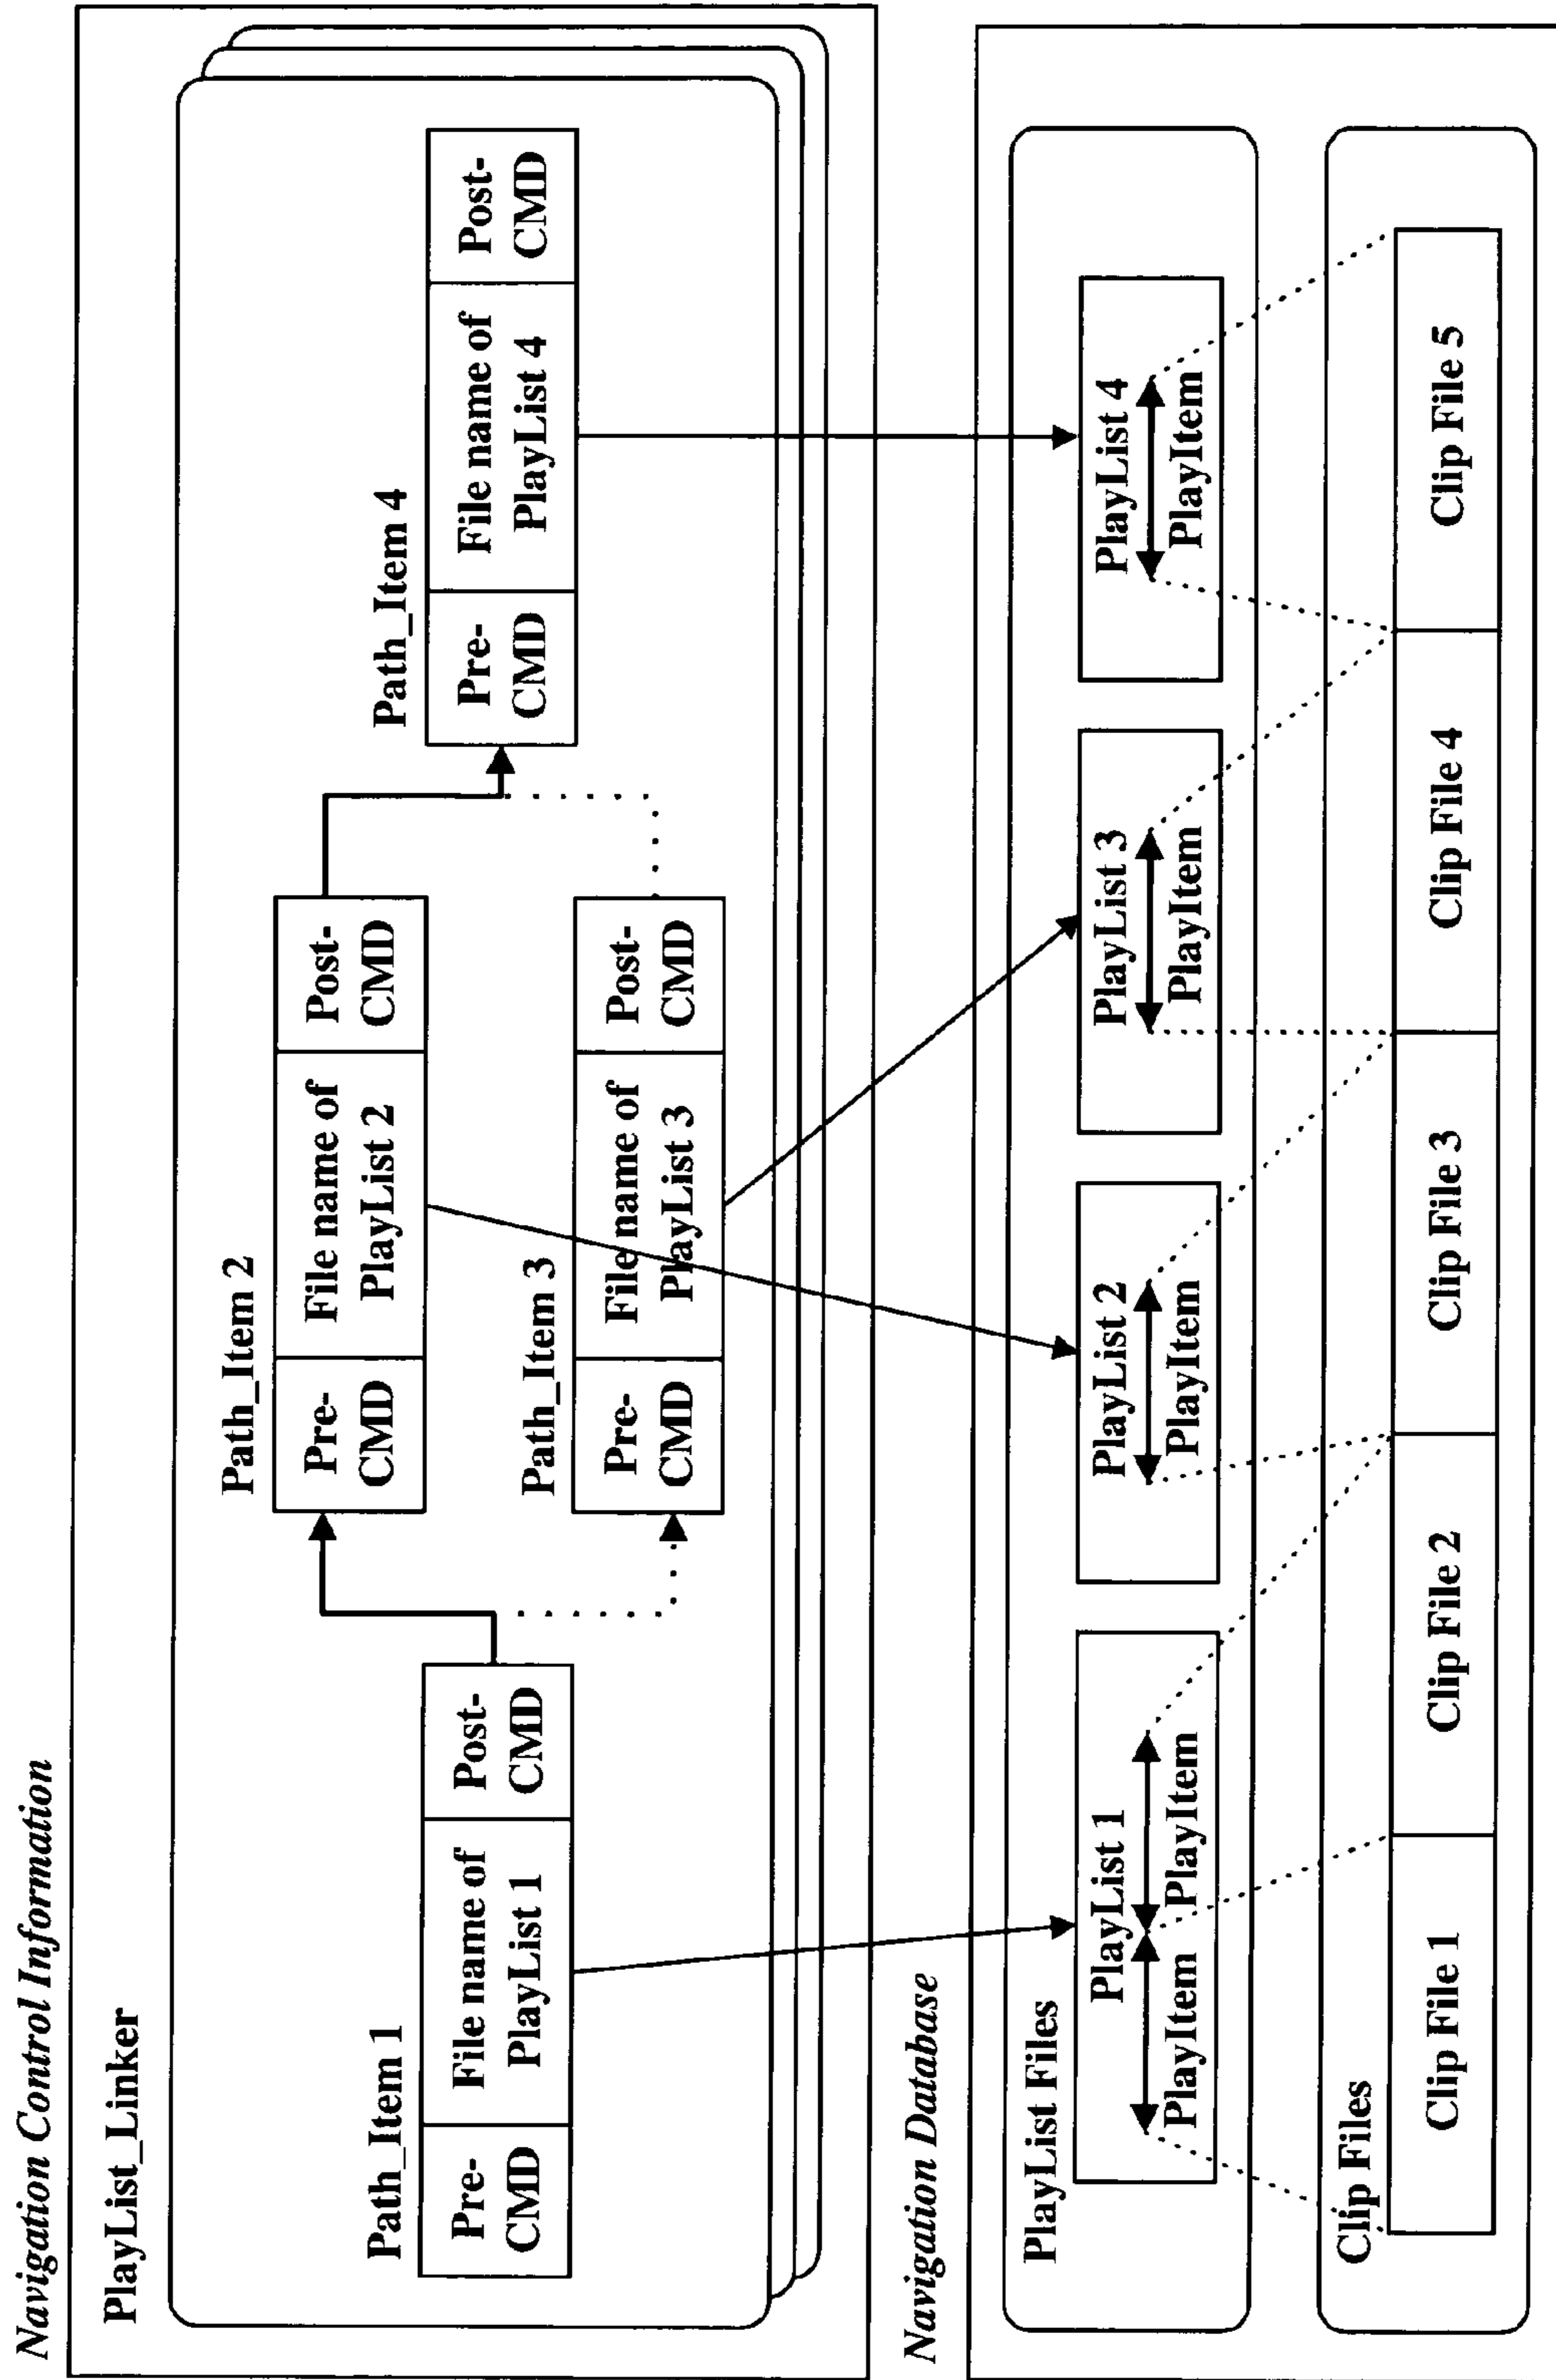 Navigation Control Information
PlayList_Linker
Path_Item 1
Pre-
CMD
File name of
PlayList 1
Post-
CMD
Path_Item 2
Pre-
CMD
File name of
PlayList 2
Post-
CMD
Path_Item 3
Pre-
CMD
File name of
PlayList 3
Post-
CMD
Path_Item 4
Pre-
CMD
File name of
PlayList 4
Post-
CMD
Navigation Database
PlayList Files
PlayList 1
PlayItem
PlayItem
PlayList 2
PlayItem
PlayList 3
PlayItem
PlayList 4
PlayItem
Clip Files
Clip File 1
Clip File 2
Clip File 3
Clip File 4
Clip File 5